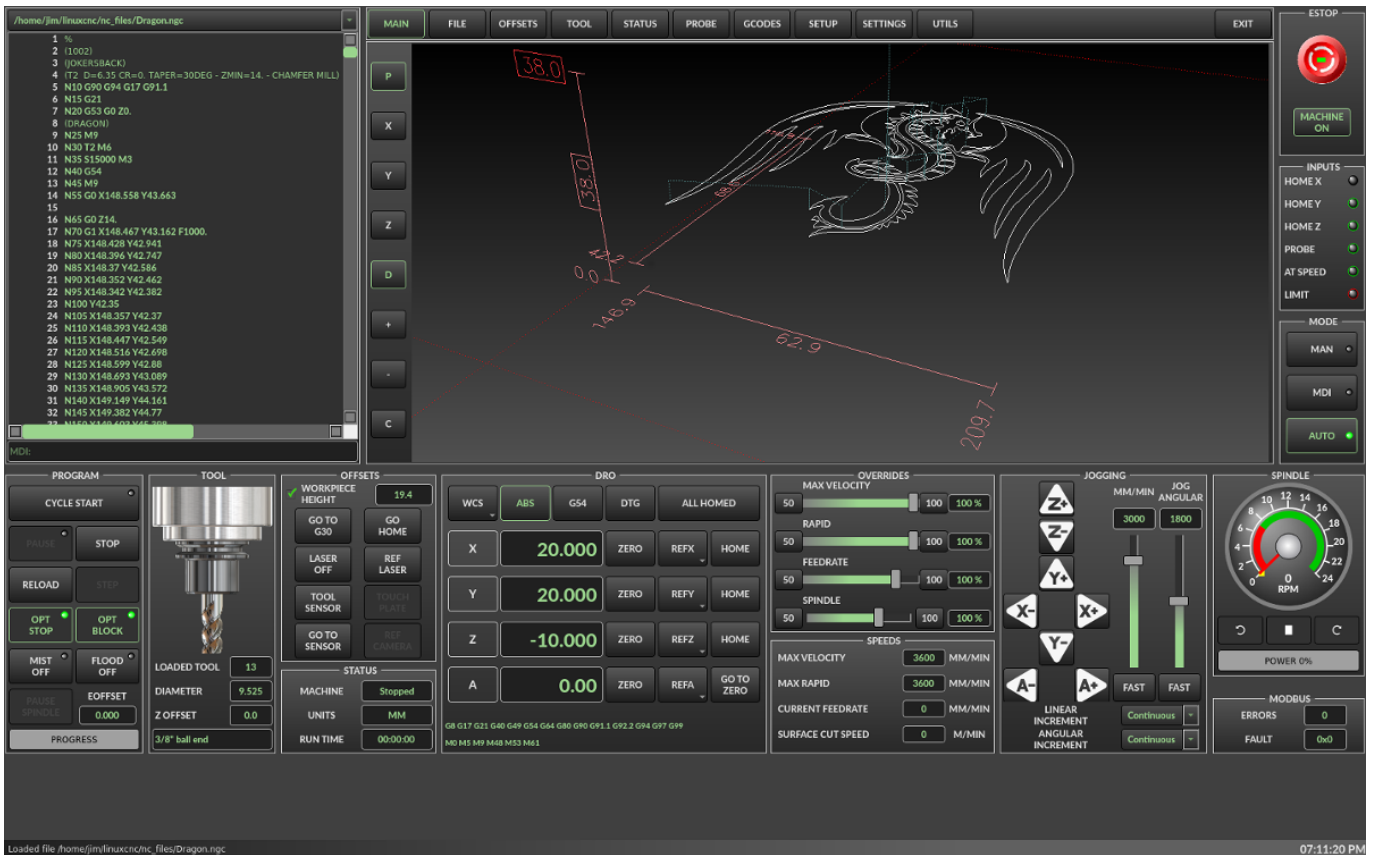 /home/jim/linuxcnc/nc_files/Dragon.ngc
1 %
2 (1002)
3 (JOKERSBACK)
4 (T2 D=6.35 CR=0. TAPER=30DEG - ZMIN=14. - CHAMFER MILL)
5 N10 G90 G94 G17 G91.1
6 N15 G21
7 N20 G53 G0 Z0.
8 (DRAGON)
9 N25 M9
10 N30 T2 M6
11 N35 S15000 M3
12 N40 G54
13 N45 M9
14 N55 G0 X148.558 Y43.663
15
16 N65 G0 Z14.
17 N70 G1 X148.467 Y43.162 F1000.
18 N75 X148.428 Y42.941
19 N80 X148.396 Y42.747
20 N85 X148.37 Y42.586
21 N90 X148.352 Y42.462
22 N95 X148.342 Y42.382
23 N100 Y42.35
24 N105 X148.357 Y42.37
25 N110 X148.393 Y42.438
26 N115 X148.447 Y42.549
27 N120 X148.516 Y42.698
28 N125 X148.599 Y42.88
29 N130 X148.693 Y43.089
30 N135 X148.905 Y43.572
31 N140 X149.149 Y44.161
32 N145 X149.382 Y44.77
MDI:
MAIN FILE OFFSETS TOOL STATUS PROBE GCODES SETUP SETTINGS UTILS EXIT
P
X
Y
Z
D
+
-
C
38.0
38.0
68.6
42.2
0.0
146.9
62.9
209.7
ESTOP
MACHINE
ON
INPUTS
HOME X
HOME Y
HOME Z
PROBE
AT SPEED
LIMIT
MODE
MAN
MDI
AUTO
PROGRAM
CYCLE START
PAUSE STOP
RELOAD STEP
OPT STOP OPT BLOCK
MIST OFF FLOOD OFF
PAUSE SPINDLE EOFFSET 0.000
PROGRESS
TOOL
LOADED TOOL 13
DIAMETER 9.525
Z OFFSET 0.0
3/8" ball end
OFFSETS
WORKPIECE HEIGHT 19.4
GO TO G30 GO HOME
LASER OFF REF LASER
TOOL SENSOR TOUCH PLATE
GO TO SENSOR REF CAMERA
STATUS
MACHINE Stopped
UNITS MM
RUN TIME 00:00:00
DRO
WCS ABS G54 DTG ALL HOMED
X 20.000 ZERO REFX HOME
Y 20.000 ZERO REFY HOME
Z -10.000 ZERO REFZ HOME
A 0.00 ZERO REFA GO TO ZERO
G8 G17 G21 G40 G49 G54 G64 G80 G90 G91.1 G92.2 G94 G97 G99
M0 M5 M9 M48 M53 M61
OVERRIDES
MAX VELOCITY
50 100 100 %
RAPID
50 100 100 %
FEEDRATE
50 100 100 %
SPINDLE
50 100 100 %
SPEEDS
MAX VELOCITY 3600 MM/MIN
MAX RAPID 3600 MM/MIN
CURRENT FEEDRATE 0 MM/MIN
SURFACE CUT SPEED 0 M/MIN
JOGGING
Z+
Z-
Y+
X- X+
Y-
A- A+
MM/MIN JOG ANGULAR
3000 1800
FAST FAST
LINEAR INCREMENT Continuous
ANGULAR INCREMENT Continuous
SPINDLE
0 2 4 6 8 10 12 14 16 18 20 22 24
0
RPM
POWER 0%
MODBUS
ERRORS 0
FAULT 0x0
Loaded file /home/jim/linuxcnc/nc_files/Dragon.ngc
07:11:20 PM